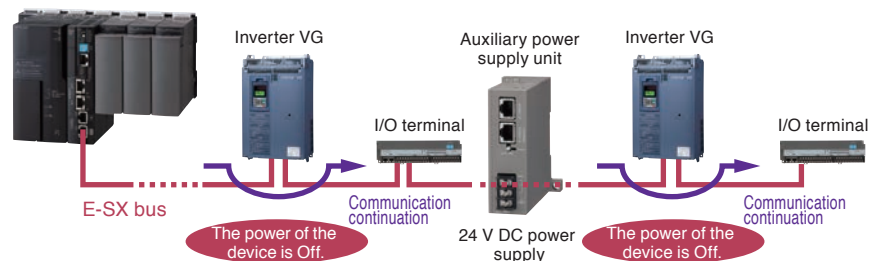 Inverter VG
Auxiliary power
supply unit
Inverter VG
I/O terminal
I/O terminal
E-SX bus
Communication
continuation
Communication
continuation
The power of the
device is Off.
24 V DC power
supply
The power of the
device is Off.